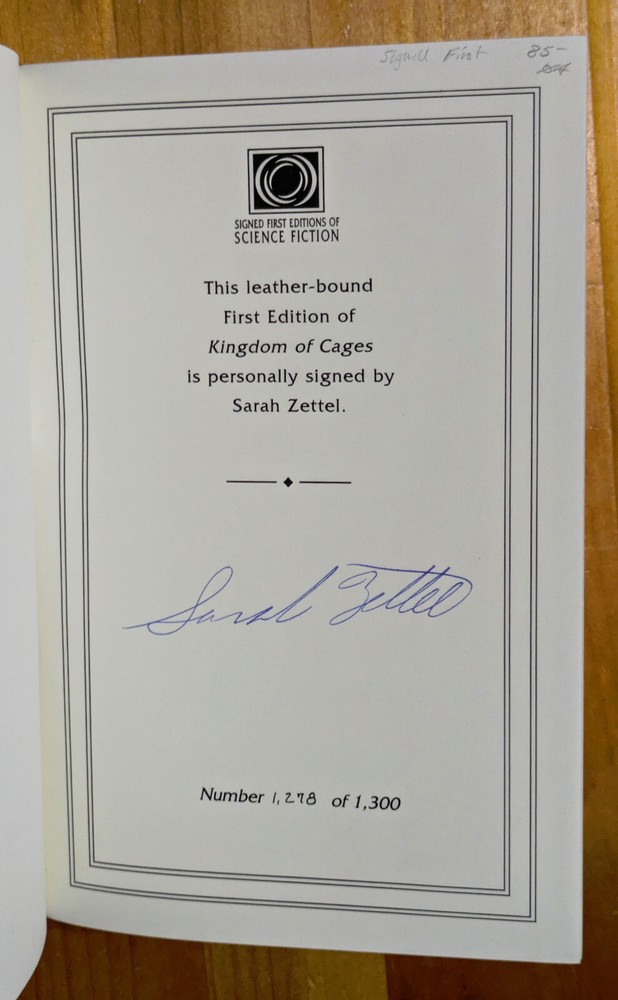 Signed First 85-
SIGNED FIRST EDITIONS OF
SCIENCE FICTION
This leather-bound
First Edition of
Kingdom of Cages
is personally signed by
Sarah Zettel.
Sarah Zettel
Number 1,278 of 1,300